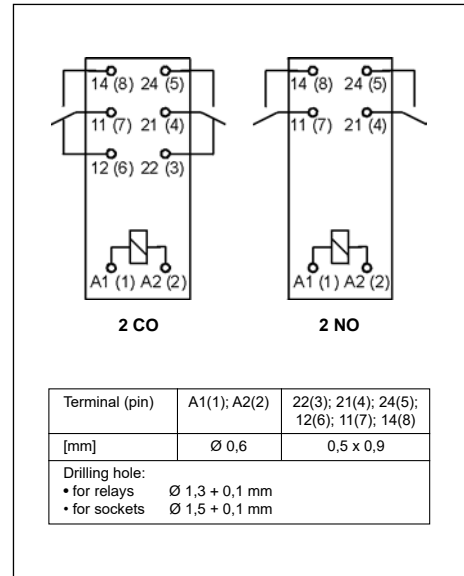 14 (8) 24 (5)
11 (7) 21 (4)
12 (6) 22 (3)
A1 (1) A2 (2)
2 CO
14 (8) 24 (5)
11 (7) 21 (4)
A1 (1) A2 (2)
2 NO
Terminal (pin) A1(1); A2(2) 22(3); 21(4); 24(5);
12(6); 11(7); 14(8)
[mm] Ø 0,6 0,5 x 0,9
Drilling hole:
• for relays Ø 1,3 + 0,1 mm
• for sockets Ø 1,5 + 0,1 mm